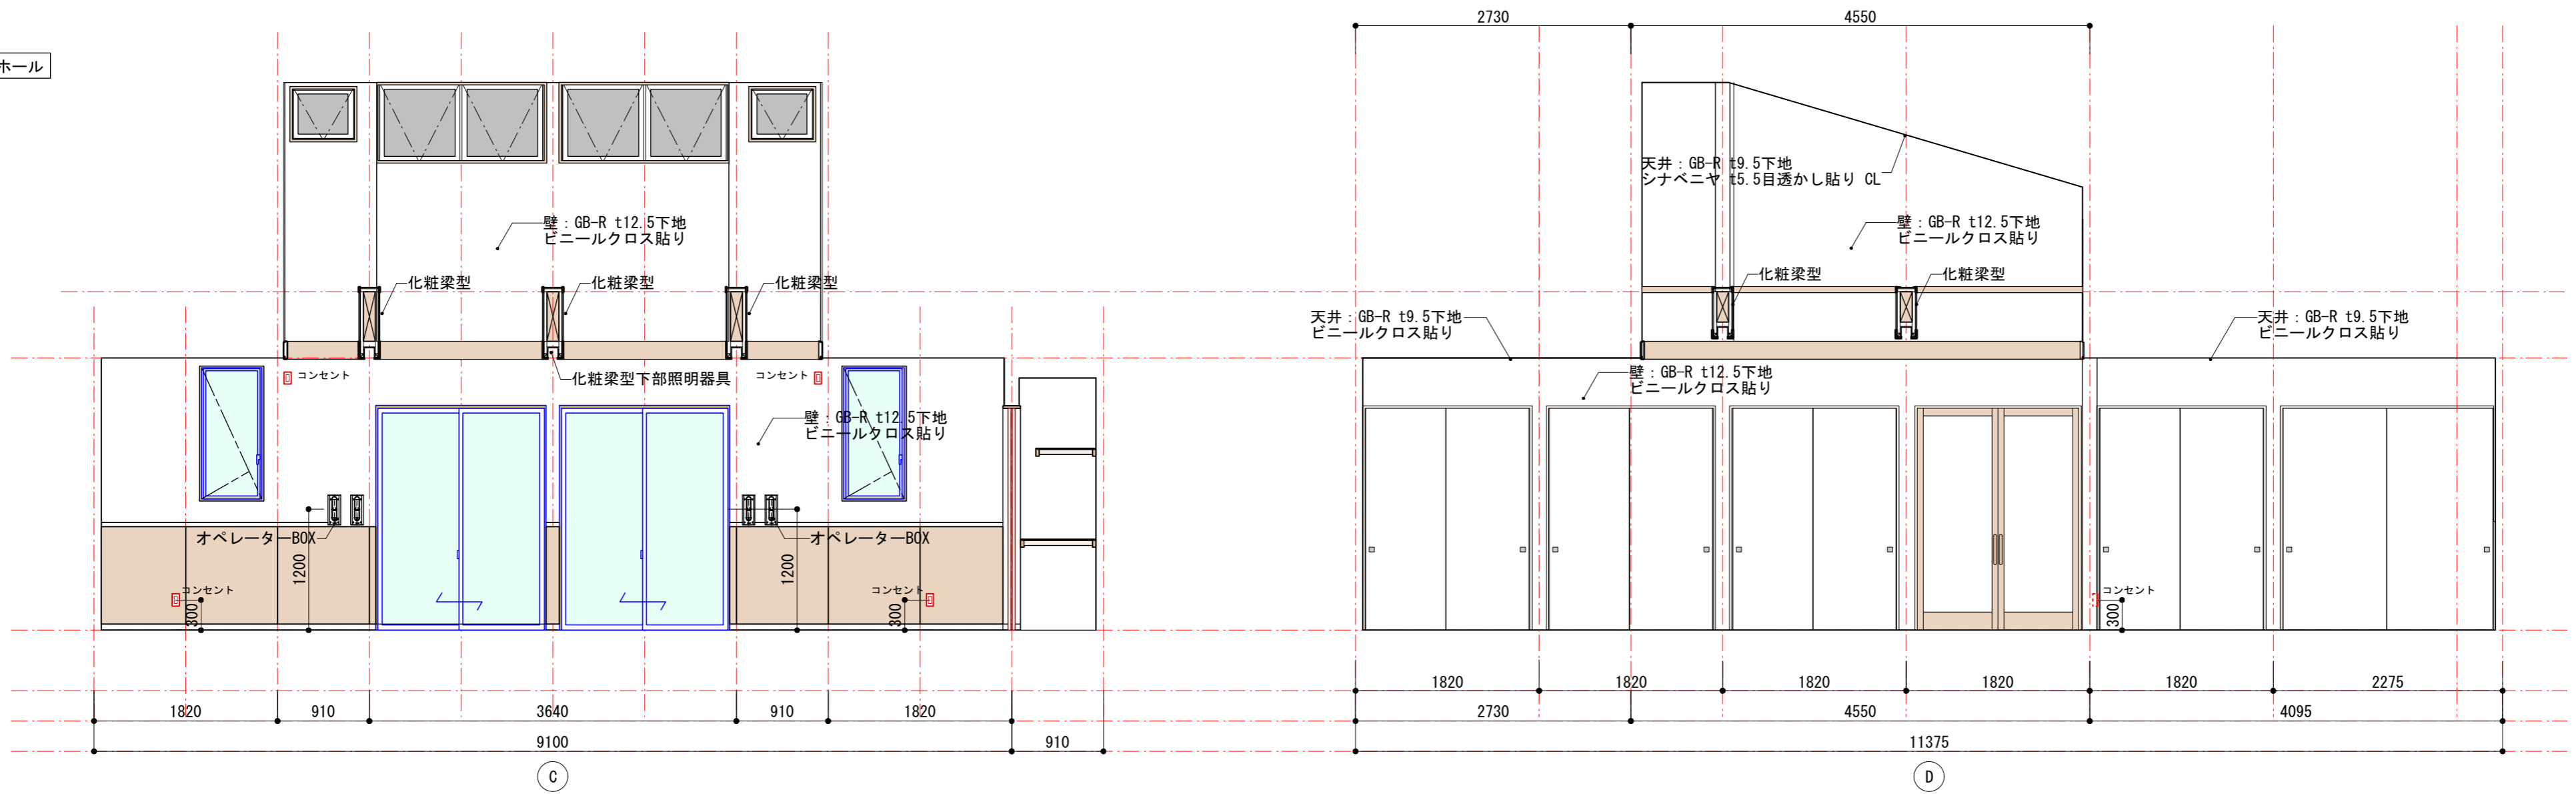 ホール
2730
4550
天井：GB-R t9.5下地
シナベニヤ t5.5目透かし貼り CL
壁：GB-R t12.5下地
ビニールクロス貼り
壁：GB-R t12.5下地
ビニールクロス貼り
化粧梁型
化粧梁型
化粧梁型
化粧梁型
化粧梁型
天井：GB-R t9.5下地
ビニールクロス貼り
天井：GB-R t9.5下地
ビニールクロス貼り
コンセント
化粧梁型下部照明器具
コンセント
壁：GB-R t12.5下地
ビニールクロス貼り
壁：GB-R t12.5下地
ビニールクロス貼り
オペレーターBOX
オペレーターBOX
1200
1200
コンセント
コンセント
コンセント
300
300
300
1820
1820
1820
1820
1820
2275
1820
910
3640
910
1820
2730
4550
4095
9100
910
11375
C
D